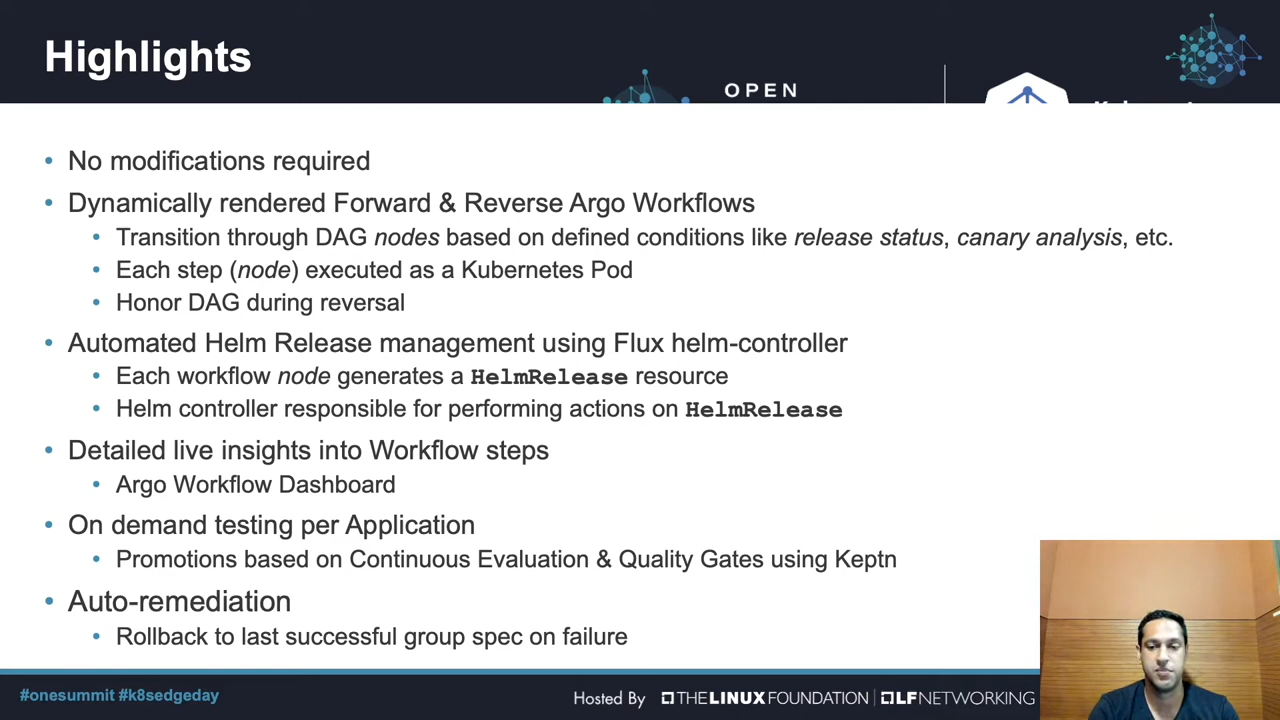 Highlights
OPEN
No modifications required
Dynamically rendered Forward & Reverse Argo Workflows
Transition through DAG nodes based on defined conditions like release status, canary analysis, etc.
Each step (node) executed as a Kubernetes Pod
Honor DAG during reversal
Automated Helm Release management using Flux helm-controller
Each workflow node generates a HelmRelease resource
Helm controller responsible for performing actions on HelmRelease
Detailed live insights into Workflow steps
Argo Workflow Dashboard
On demand testing per Application
Promotions based on Continuous Evaluation & Quality Gates using Keptn
Auto-remediation
Rollback to last successful group spec on failure
#onesummit #k8sedgeday
Hosted By THE LINUX FOUNDATION | LFNETWORKING